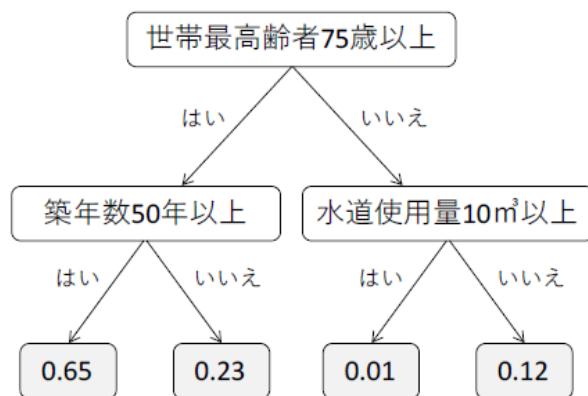 世帯最高齢者75歳以上
はい
いいえ
築年数50年以上
水道使用量10㎥以上
はい
いいえ
はい
いいえ
0.65
0.23
0.01
0.12